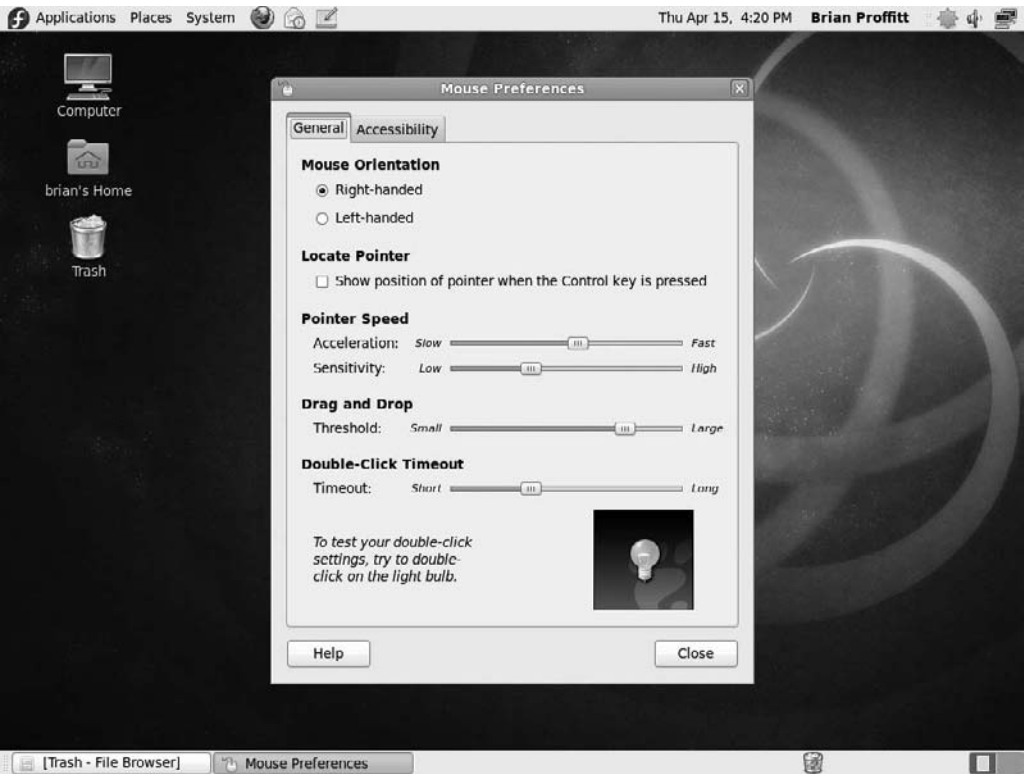 Applications Places System
Thu Apr 15, 4:20 PM Brian Proffitt
Computer
brian's Home
Trash
Mouse Preferences
General Accessibility
Mouse Orientation
Right-handed
Left-handed
Locate Pointer
Show position of pointer when the Control key is pressed
Pointer Speed
Acceleration: Slow Fast
Sensitivity: Low High
Drag and Drop
Threshold: Small Large
Double-Click Timeout
Timeout: Short Long
To test your double-click
settings, try to double-
click on the light bulb.
Help Close
[Trash - File Browser] Mouse Preferences